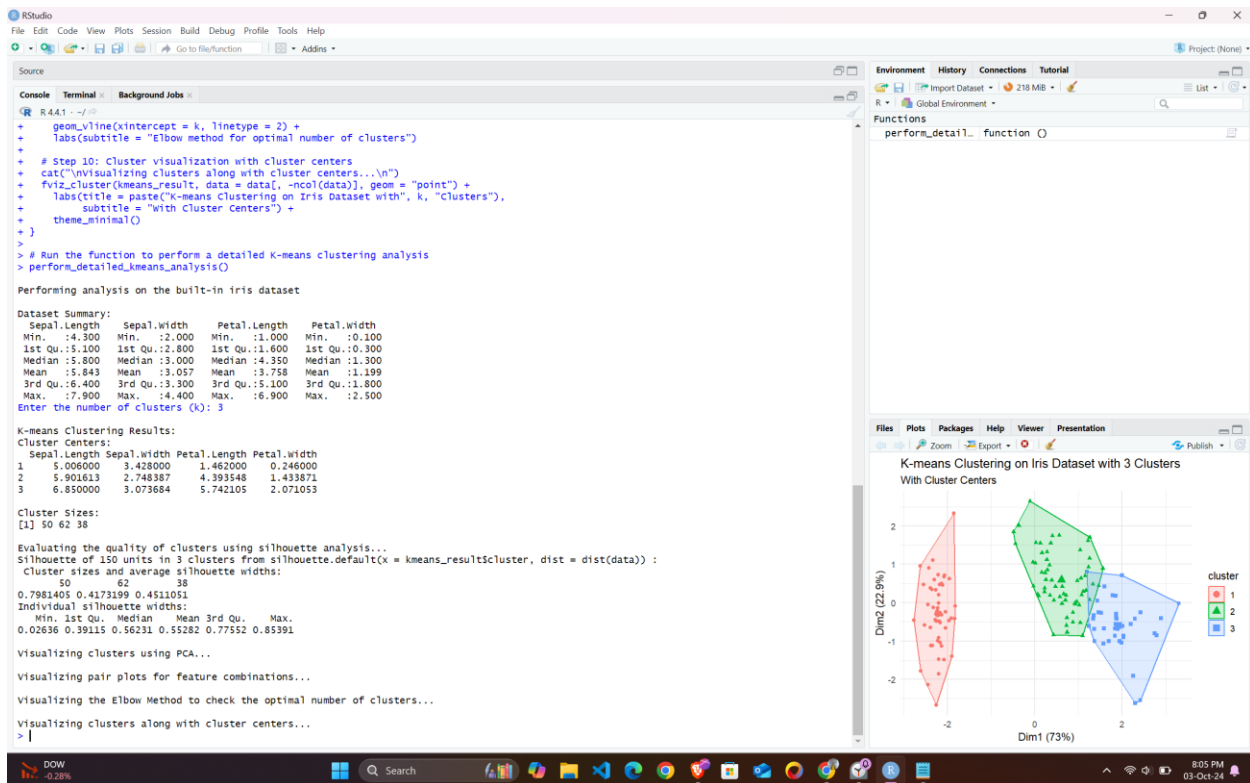 RStudio
File Edit Code View Plots Session Build Debug Profile Tools Help
Go to file/function Addins Project: (None)
Source
Console Terminal Background Jobs
R 4.4.1 · ~/
+     geom_vline(xintercept = k, linetype = 2) +
+     labs(subtitle = "Elbow method for optimal number of clusters")
+
+   # Step 10: Cluster visualization with cluster centers
+   cat("\nVisualizing clusters along with cluster centers...\n")
+   fviz_cluster(kmeans_result, data = data[, -ncol(data)], geom = "point") +
+     labs(title = paste("K-means Clustering on Iris Dataset with", k, "Clusters"),
+          subtitle = "With Cluster Centers") +
+     theme_minimal()
+ }
>
> # Run the function to perform a detailed K-means clustering analysis
> perform_detailed_kmeans_analysis()
Performing analysis on the built-in iris dataset
Dataset Summary:
Sepal.Length Sepal.Width Petal.Length Petal.Width
Min. :4.300 Min. :2.000 Min. :1.000 Min. :0.100
1st Qu.:5.100 1st Qu.:2.800 1st Qu.:1.600 1st Qu.:0.300
Median :5.800 Median :3.000 Median :4.350 Median :1.300
Mean :5.843 Mean :3.057 Mean :3.758 Mean :1.199
3rd Qu.:6.400 3rd Qu.:3.300 3rd Qu.:5.100 3rd Qu.:1.800
Max. :7.900 Max. :4.400 Max. :6.900 Max. :2.500
Enter the number of clusters (k): 3
K-means Clustering Results:
Cluster Centers:
Sepal.Length Sepal.Width Petal.Length Petal.Width
1 5.006000 3.428000 1.462000 0.246000
2 5.901613 2.748387 4.393548 1.433871
3 6.850000 3.073684 5.742105 2.071053
Cluster Sizes:
[1] 50 62 38
Evaluating the quality of clusters using silhouette analysis...
Silhouette of 150 units in 3 clusters from silhouette.default(x = kmeans_result$cluster, dist = dist(data)) :
Cluster sizes and average silhouette widths:
50 62 38
0.7981405 0.4173199 0.4511051
Individual silhouette widths:
Min. 1st Qu. Median Mean 3rd Qu. Max.
0.02636 0.39115 0.56231 0.55282 0.77552 0.85391
Visualizing clusters using PCA...
Visualizing pair plots for feature combinations...
Visualizing the Elbow Method to check the optimal number of clusters...
Visualizing clusters along with cluster centers...
>
Environment History Connections Tutorial
Import Dataset 218 MiB List
R Global Environment
Functions
perform_detail… function ()
Files Plots Packages Help Viewer Presentation
Zoom Export Publish
K-means Clustering on Iris Dataset with 3 Clusters
With Cluster Centers
2
1
0
-1
-2
Dim2 (22.9%)
-2 0 2
Dim1 (73%)
cluster
1
2
3
DOW
-0.28%
Search
8:05 PM
03-Oct-24